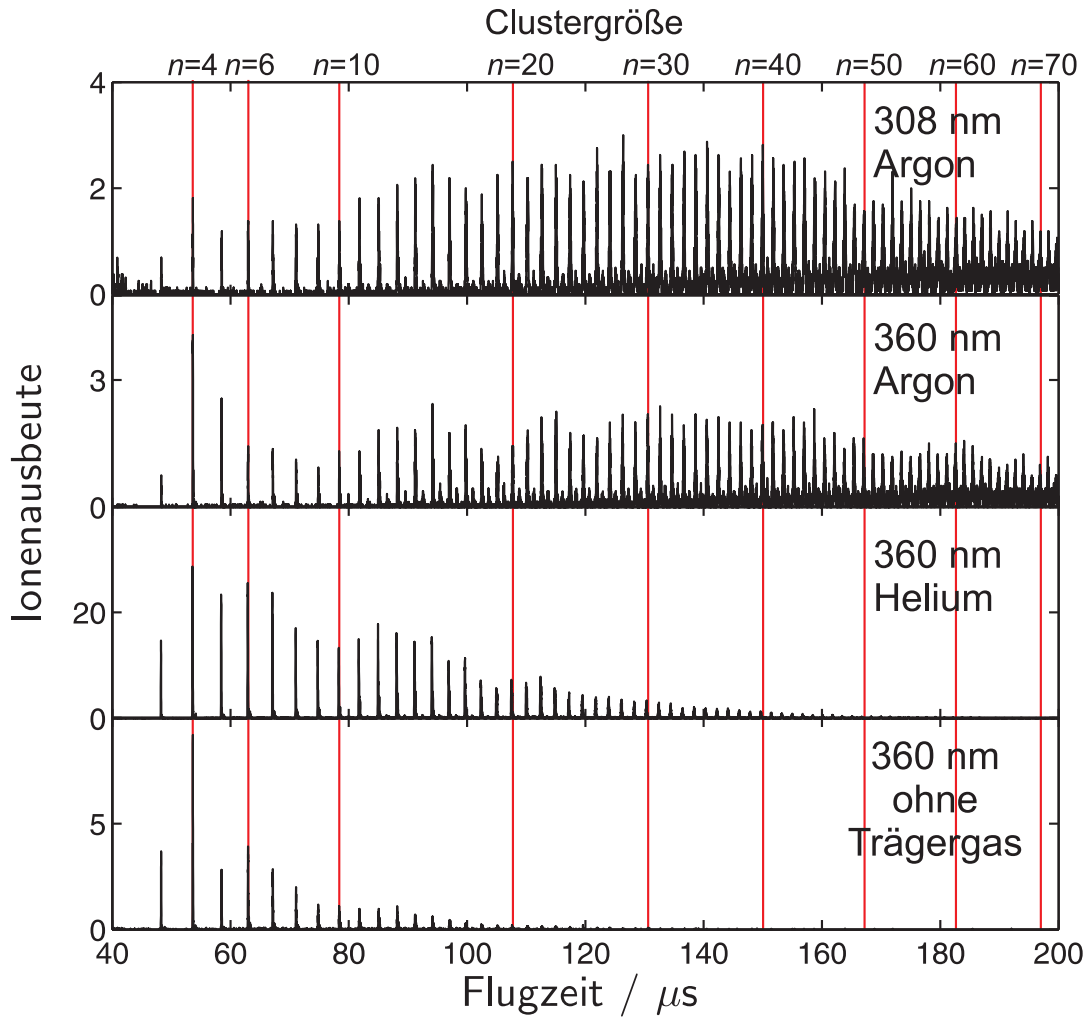 Clustergröße
n=4 n=6 n=10 n=20 n=30 n=40 n=50 n=60 n=70
4
308 nm
Argon
2
0
360 nm
Argon
3
0
360 nm
Helium
20
0
360 nm
ohne
Trägergas
5
0
40 60 80 100 120 140 160 180 200
Flugzeit / μs
Ionenausbeute